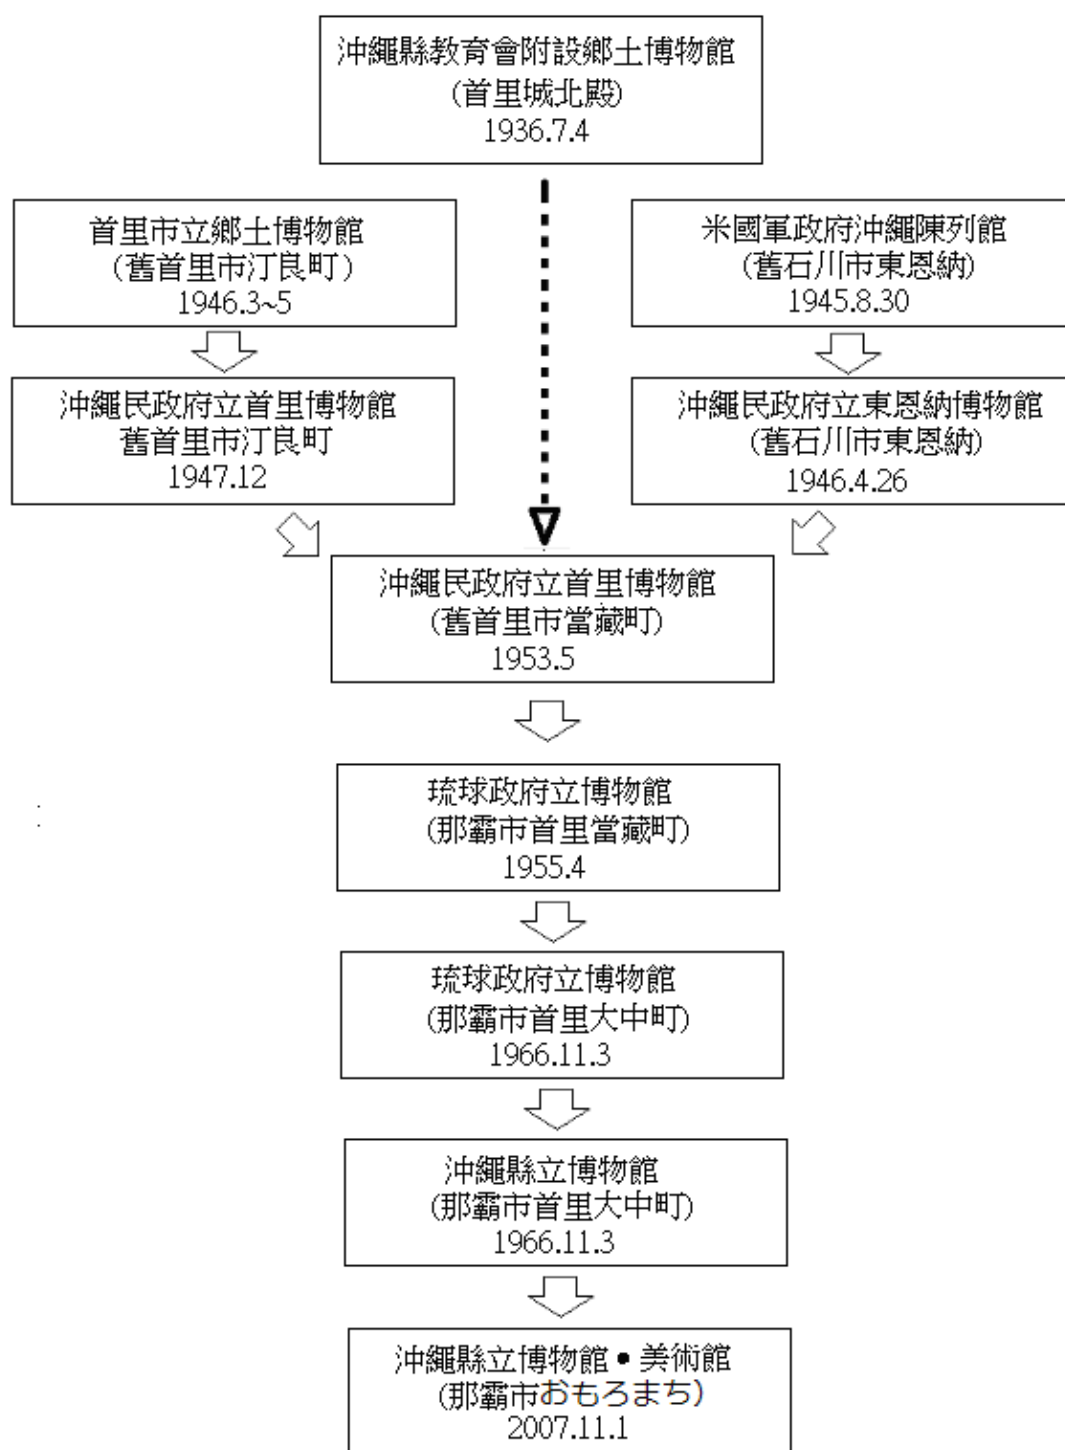 沖繩縣教育會附設鄉土博物館
(首里城北殿)
1936.7.4
首里市立鄉土博物館
(舊首里市汀良町)
1946.3~5
米國軍政府沖繩陳列館
(舊石川市東恩納)
1945.8.30
沖繩民政府立首里博物館
舊首里市汀良町
1947.12
沖繩民政府立東恩納博物館
(舊石川市東恩納)
1946.4.26
沖繩民政府立首里博物館
(舊首里市當藏町)
1953.5
琉球政府立博物館
(那霸市首里當藏町)
1955.4
琉球政府立博物館
(那霸市首里大中町)
1966.11.3
沖繩縣立博物館
(那霸市首里大中町)
1966.11.3
沖繩縣立博物館•美術館
(那霸市おもろまち)
2007.11.1